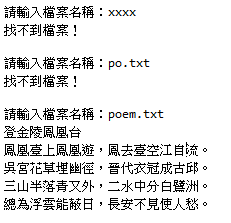 請輸入檔案名稱：xxxx
找不到檔案！
請輸入檔案名稱：po.txt
找不到檔案！
請輸入檔案名稱：poem.txt
登金陵鳳凰台
鳳凰臺上鳳凰遊，鳳去臺空江自流。
吳宮花草埋幽徑，晉代衣冠成古邱。
三山半落青又外，二水中分白鷺洲。
總為浮雲能蔽日，長安不見使人愁。